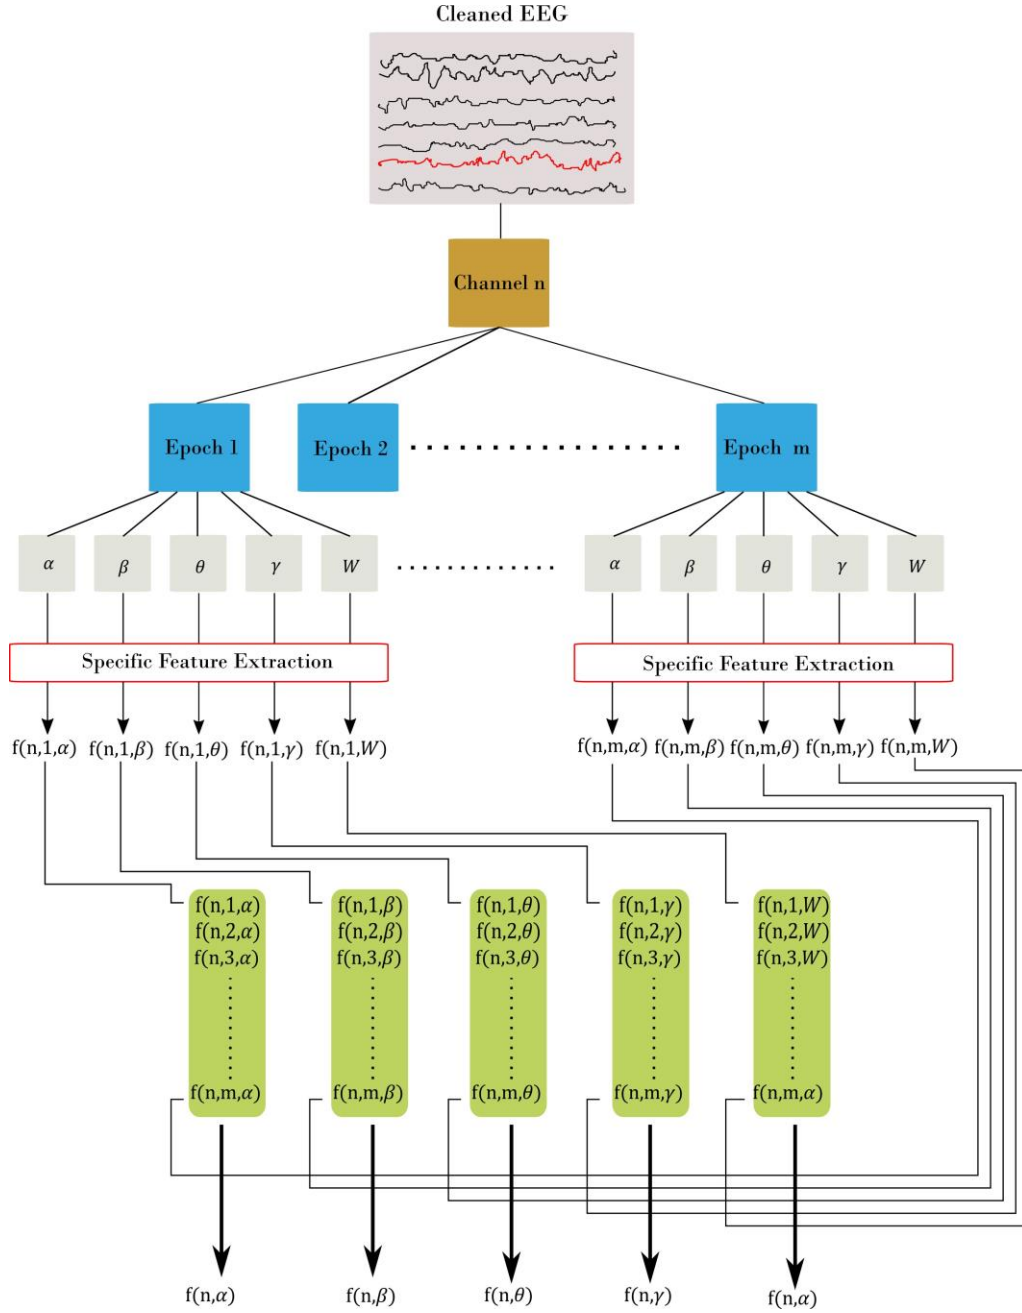 Cleaned EEG
Channel n
Epoch 1 Epoch 2 Epoch m
α β θ γ W α β θ γ W
Specific Feature Extraction Specific Feature Extraction
f(n,1,α) f(n,1,β) f(n,1,θ) f(n,1,γ) f(n,1,W) f(n,m,α) f(n,m,β) f(n,m,θ) f(n,m,γ) f(n,m,W)
f(n,1,α) f(n,1,β) f(n,1,θ) f(n,1,γ) f(n,1,W)
f(n,2,α) f(n,2,β) f(n,2,θ) f(n,2,γ) f(n,2,W)
f(n,3,α) f(n,3,β) f(n,3,θ) f(n,3,γ) f(n,3,W)
f(n,m,α) f(n,m,β) f(n,m,θ) f(n,m,γ) f(n,m,α)
f(n,α) f(n,β) f(n,θ) f(n,γ) f(n,α)